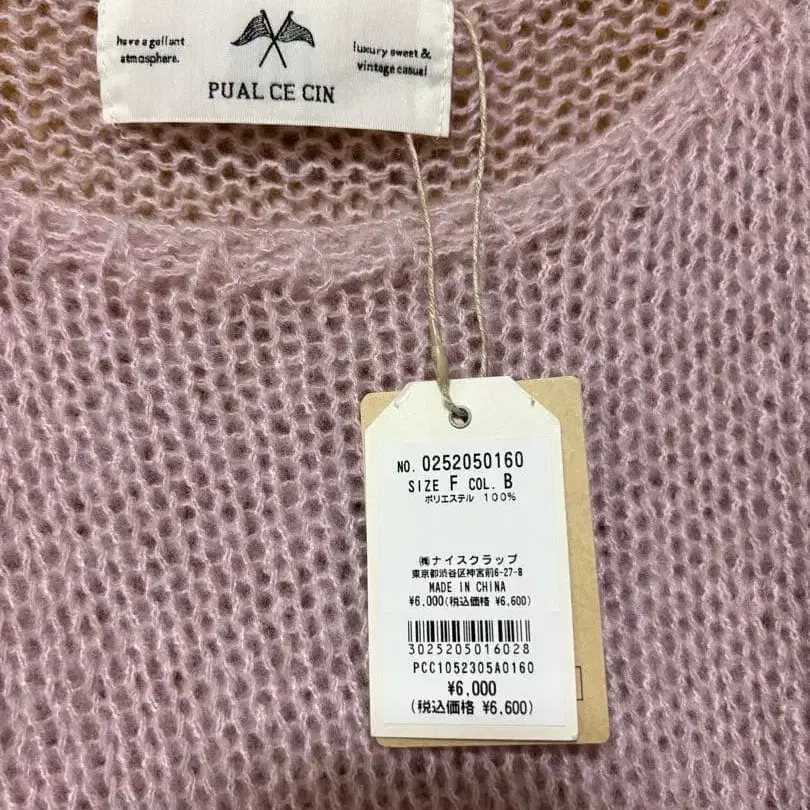 have a gallant
atmosphere.
luxury sweet &
vintage casual
PUAL CE CIN
NO. 0252050160
SIZE F COL. B
ポリエステル 100%
㈱ナイスクラップ
東京都渋谷区神宮前6-27-8
MADE IN CHINA
¥6,000(税込価格 ¥6,600)
3025205016028
PCC1052305A0160
¥6,000
(税込価格 ¥6,600)